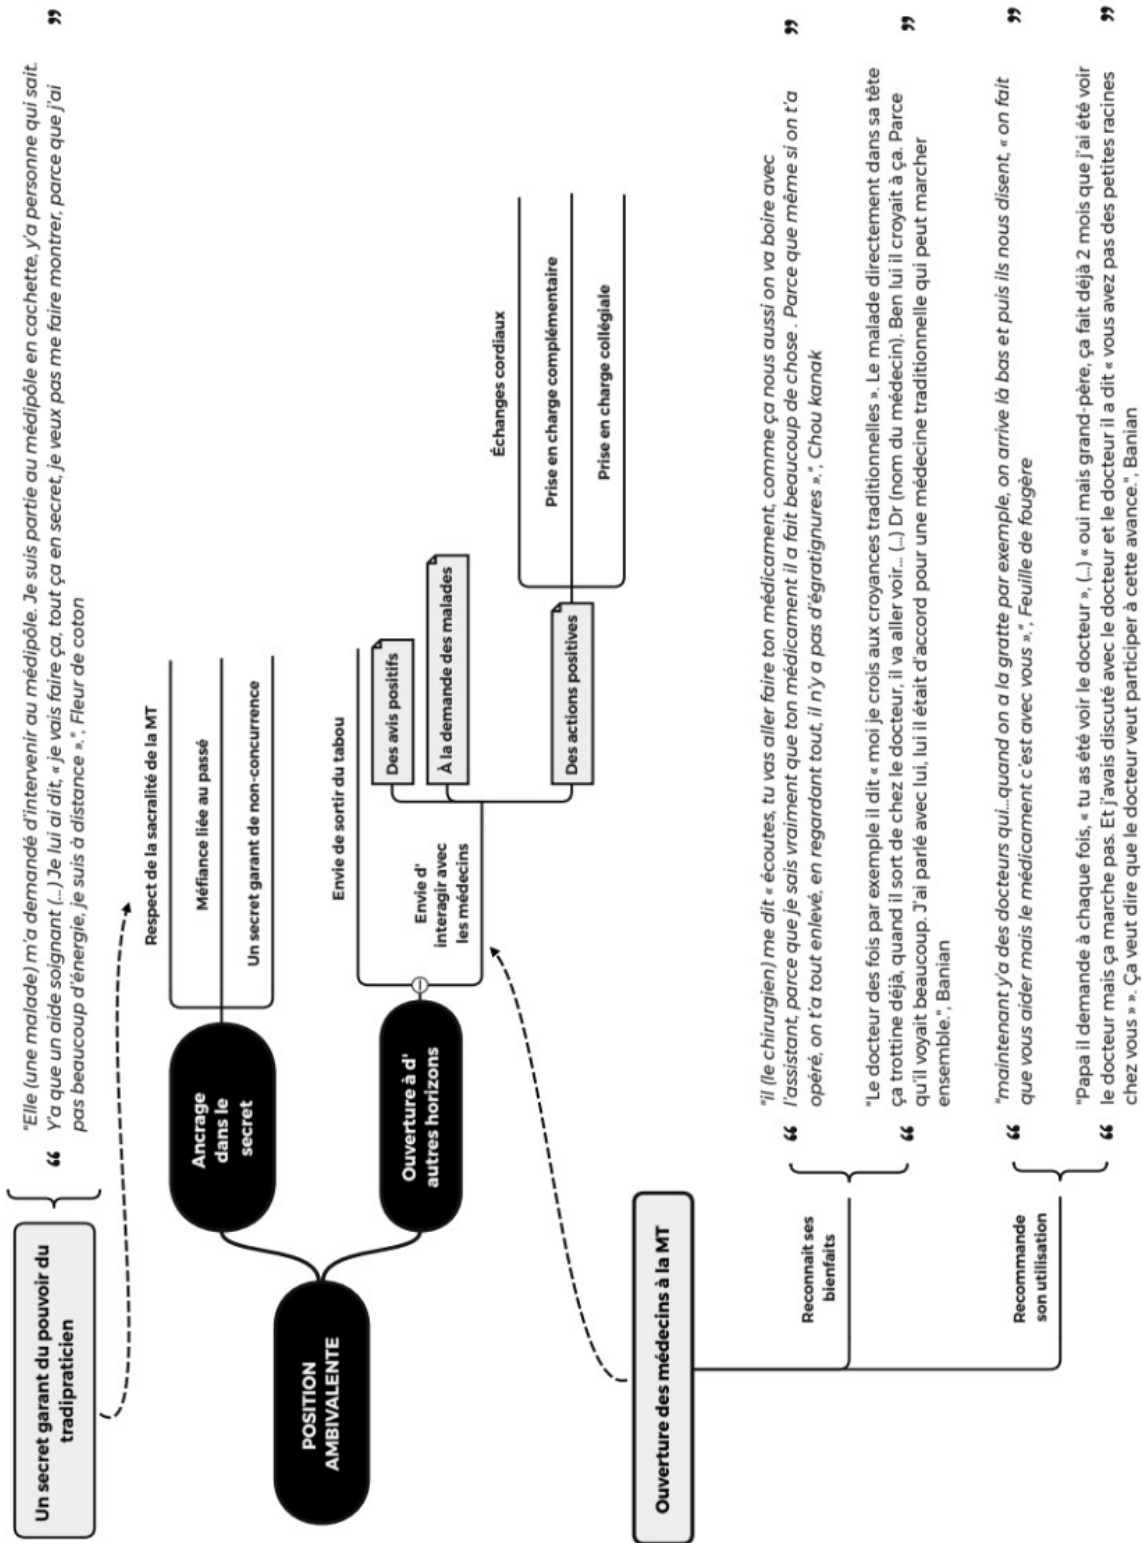 Un secret garant du pouvoir du
tradipraticien
❝
"Elle (une malade) m'a demandé d'intervenir au médipôle. Je suis partie au médipôle en cachette, y'a personne qui sait.
Y'a que un aide soignant (...) Je lui ai dit, « je vais faire ça, tout ça en secret, je veux pas me faire montrer, parce que j'ai
pas beaucoup d'énergie, je suis à distance ».", Fleur de coton
❞
POSITION
AMBIVALENTE
Ancrage
dans le
secret
Respect de la sacralité de la MT
Méfiance liée au passé
Un secret garant de non-concurrence
Ouverture à d'
autres horizons
Envie de sortir du tabou
Envie d'
interagir avec
les médecins
Des avis positifs
À la demande des malades
Des actions positives
Échanges cordiaux
Prise en charge complémentaire
Prise en charge collégiale
Ouverture des médecins à la MT
Reconnait ses
bienfaits
❝
"il (le chirurgien) me dit « écoutes, tu vas aller faire ton médicament, comme ça nous aussi on va boire avec
l'assistant, parce que je sais vraiment que ton médicament il a fait beaucoup de chose . Parce que même si on t'a
opéré, on t'a tout enlevé, en regardant tout, il n'y a pas d'égratignures ».", Chou kanak
❞
❝
"Le docteur des fois par exemple il dit « moi je crois aux croyances traditionnelles ». Le malade directement dans sa tête
ça trottine déjà, quand il sort de chez le docteur, il va aller voir... (...) Dr (nom du médecin). Ben lui il croyait à ça. Parce
qu'il voyait beaucoup. J'ai parlé avec lui, lui il était d'accord pour une médecine traditionnelle qui peut marcher
ensemble.", Banian
❞
Recommande
son utilisation
❝
"maintenant y'a des docteurs qui...quand on a la gratte par exemple, on arrive là bas et puis ils nous disent, « on fait
que vous aider mais le médicament c'est avec vous ».", Feuille de fougère
❞
❝
"Papa il demande à chaque fois, « tu as été voir le docteur », (...) « oui mais grand-père, ça fait déjà 2 mois que j'ai été voir
le docteur mais ça marche pas. Et j'avais discuté avec le docteur et le docteur il a dit « vous avez pas des petites racines
chez vous » ». Ça veut dire que le docteur veut participer à cette avance.", Banian
❞